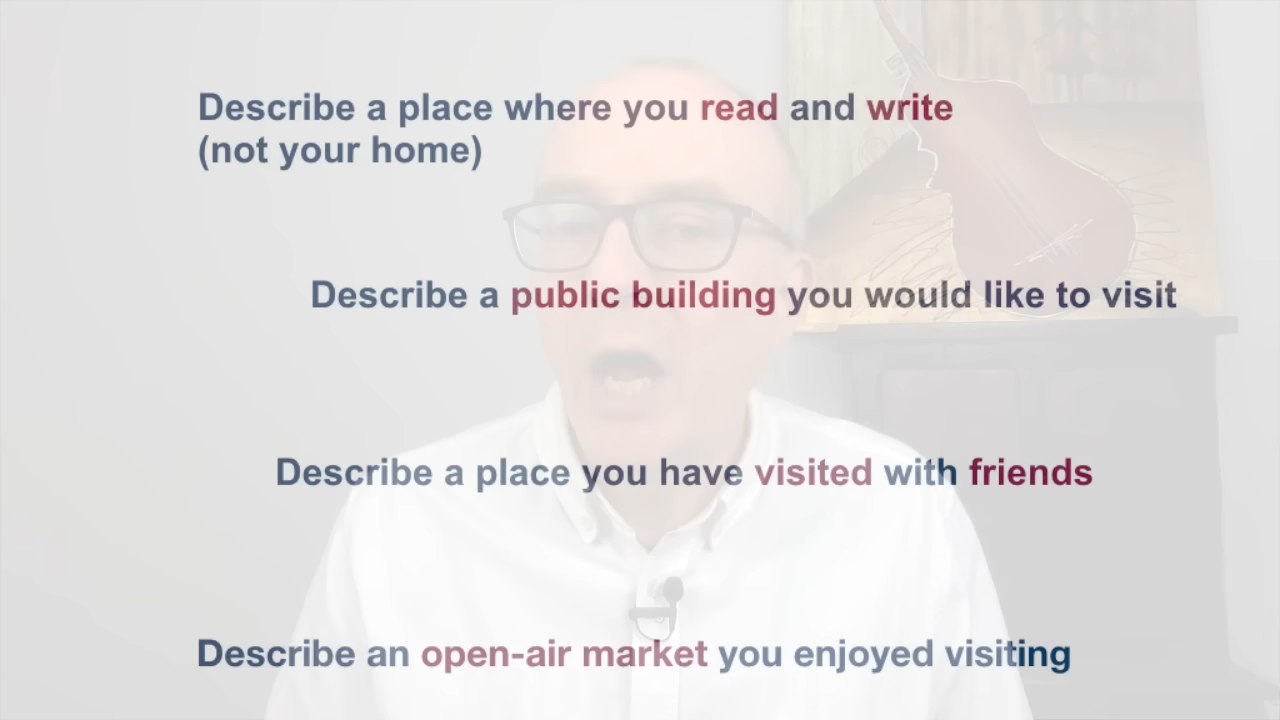 Describe a place where you read and write
(not your home)
Describe a public building you would like to visit
Describe a place you have visited with friends
Describe an open-air market you enjoyed visiting